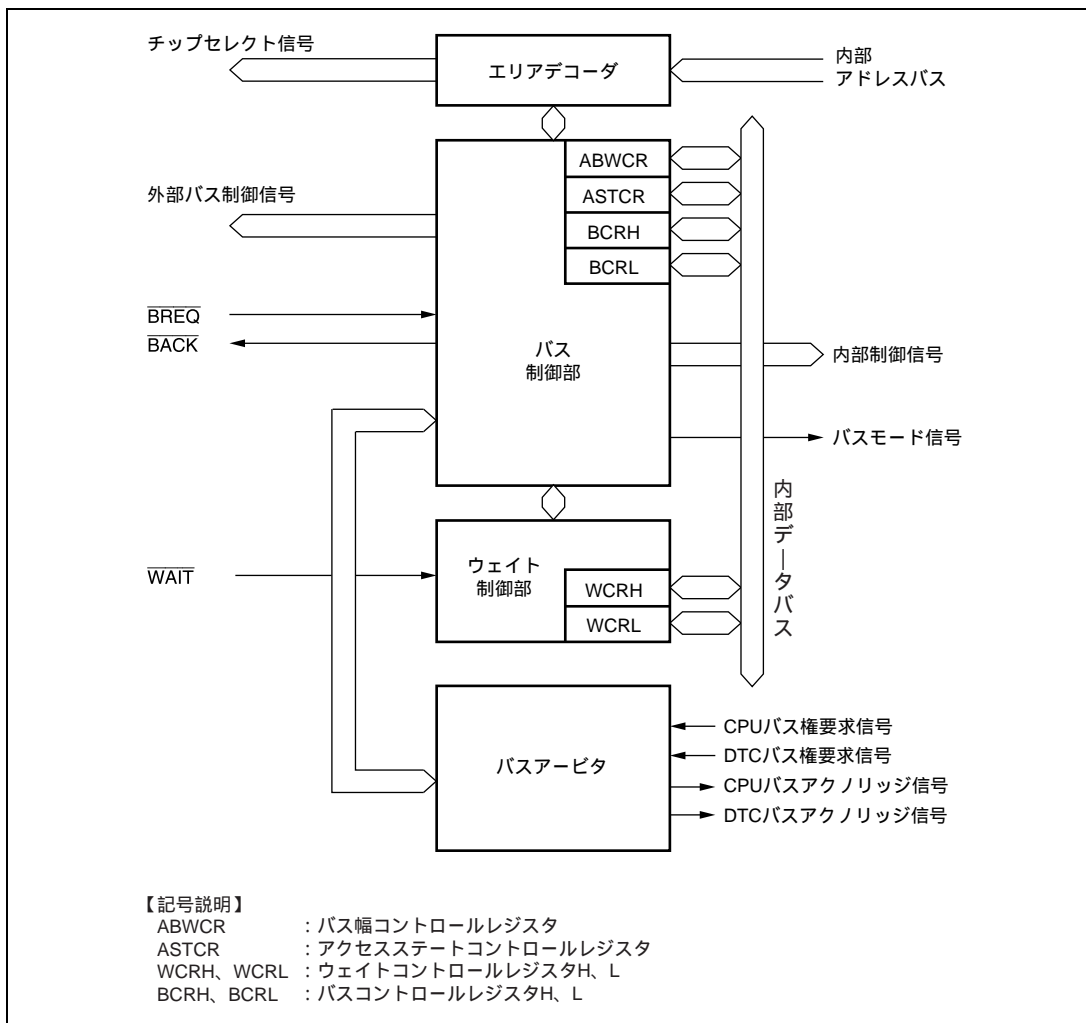 チップセレクト信号
エリアデコーダ
内部
アドレスバス
ABWCR
ASTCR
BCRH
BCRL
外部バス制御信号
BREQ
BACK
バス
制御部
内部制御信号
バスモード信号
内部データバス
WAIT
ウェイト
制御部
WCRH
WCRL
バスアービタ
CPUバス権要求信号
DTCバス権要求信号
CPUバスアクノリッジ信号
DTCバスアクノリッジ信号
【記号説明】
ABWCR :バス幅コントロールレジスタ
ASTCR :アクセスステートコントロールレジスタ
WCRH、WCRL :ウェイトコントロールレジスタH、L
BCRH、BCRL :バスコントロールレジスタH、L